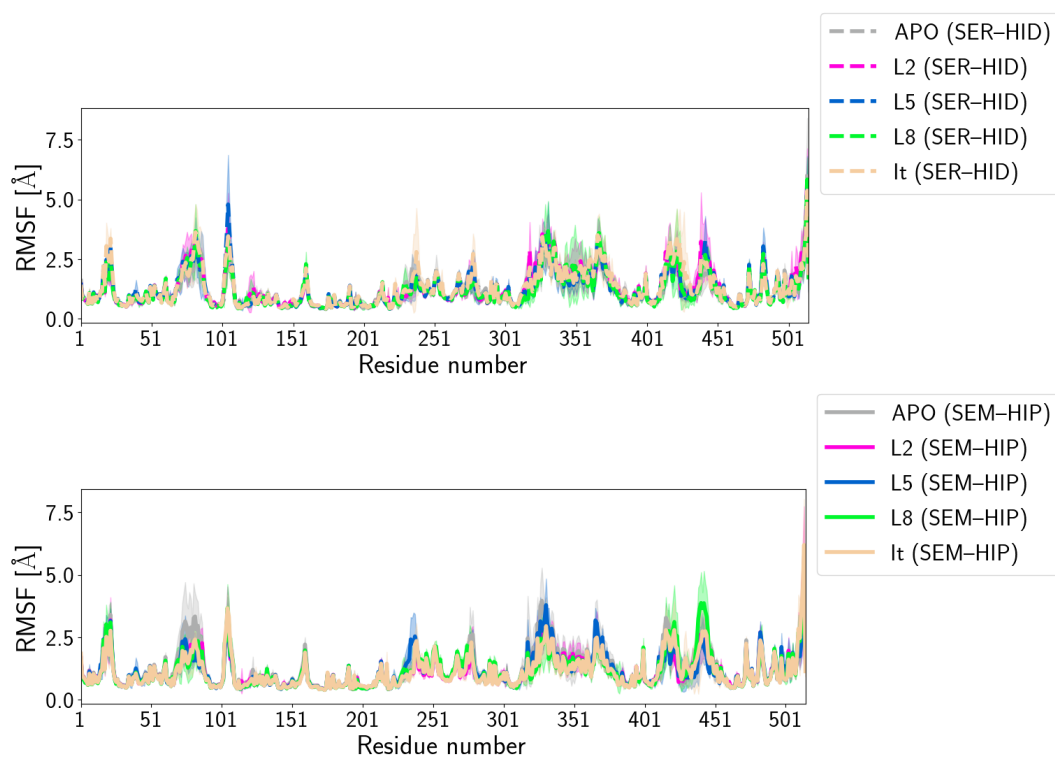 APO (SER–HID)
L2 (SER–HID)
L5 (SER–HID)
L8 (SER–HID)
It (SER–HID)
RMSF [Å]
7.5
5.0
2.5
0.0
1 51 101 151 201 251 301 351 401 451 501
Residue number
APO (SEM–HIP)
L2 (SEM–HIP)
L5 (SEM–HIP)
L8 (SEM–HIP)
It (SEM–HIP)
RMSF [Å]
7.5
5.0
2.5
0.0
1 51 101 151 201 251 301 351 401 451 501
Residue number